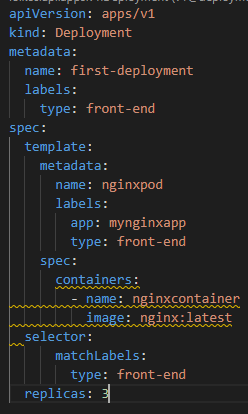 apiVersion: apps/v1
kind: Deployment
metadata:
  name: first-deployment
  labels:
    type: front-end
spec:
  template:
    metadata:
      name: nginxpod
      labels:
        app: mynginxapp
        type: front-end
    spec:
      containers:
        - name: nginxcontainer
          image: nginx:latest
  selector:
      matchLabels:
        type: front-end
  replicas: 3